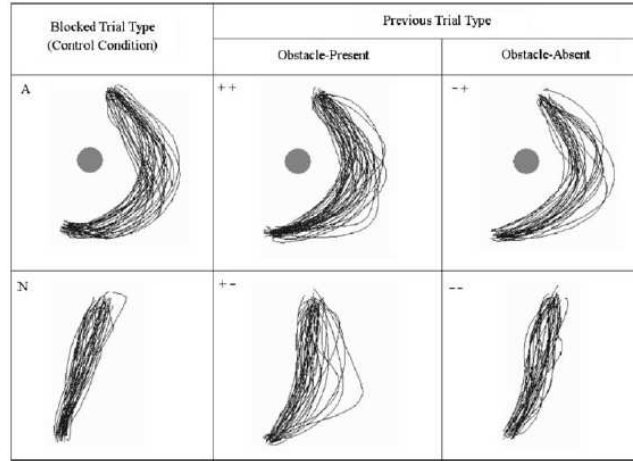 Blocked Trial Type
(Control Condition)
Previous Trial Type
Obstacle-Present
Obstacle-Absent
A
++
-+
N
+-
--